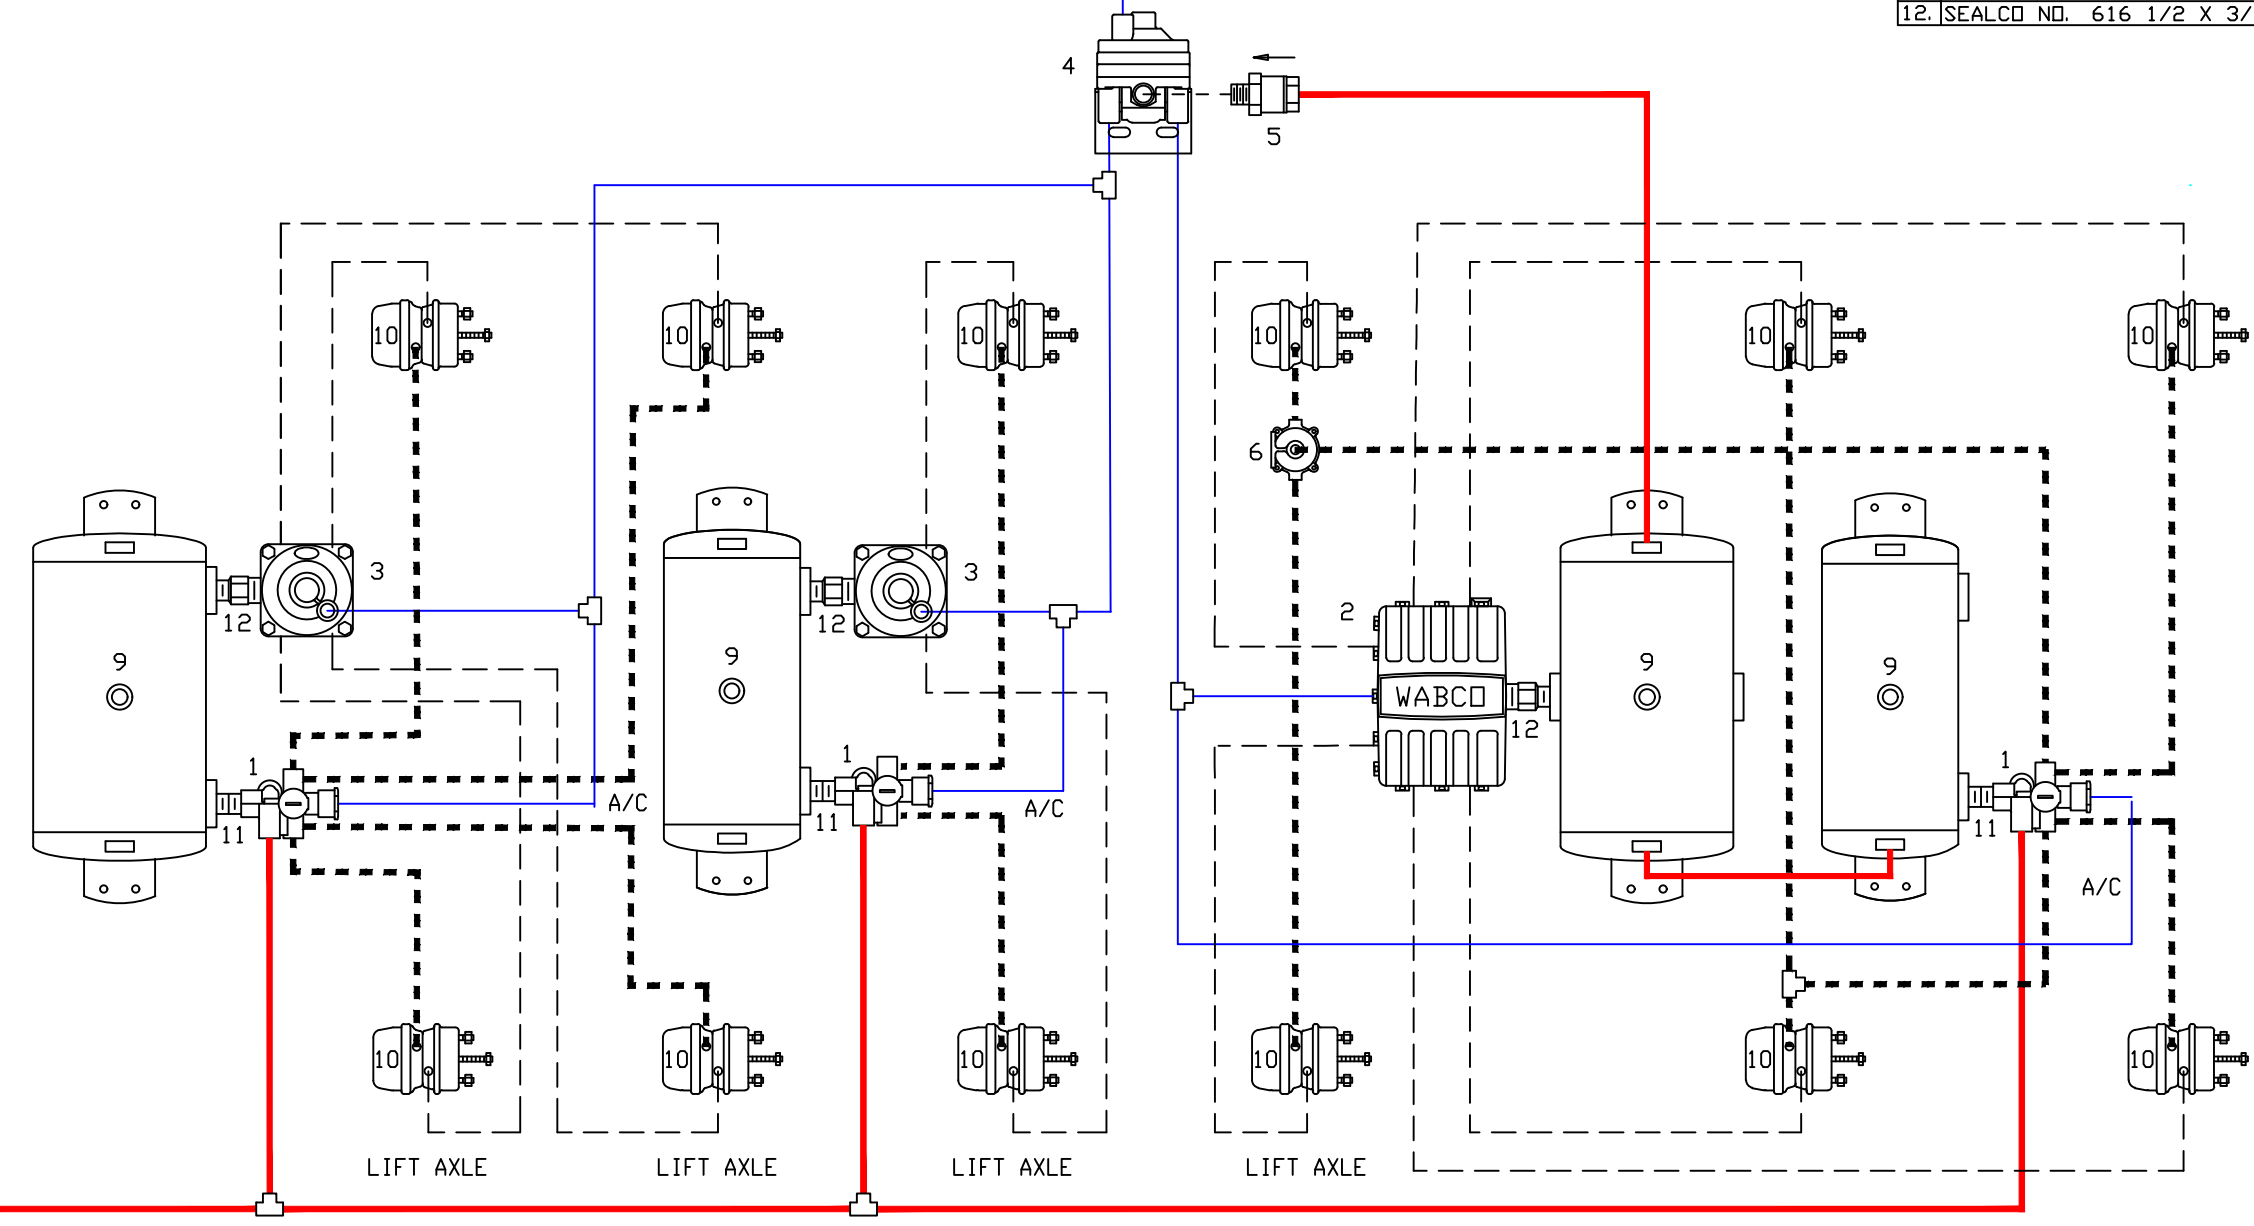 12. SEALCO NO. 616 1/2 X 3/
4
5
10 10 10 10 10 10
6
3 3
12 12 2
9 9 9 9
WABCO
12
1 1 1
A/C A/C
11 11 11
A/C
10 10 10 10 10 10
LIFT AXLE LIFT AXLE LIFT AXLE LIFT AXLE